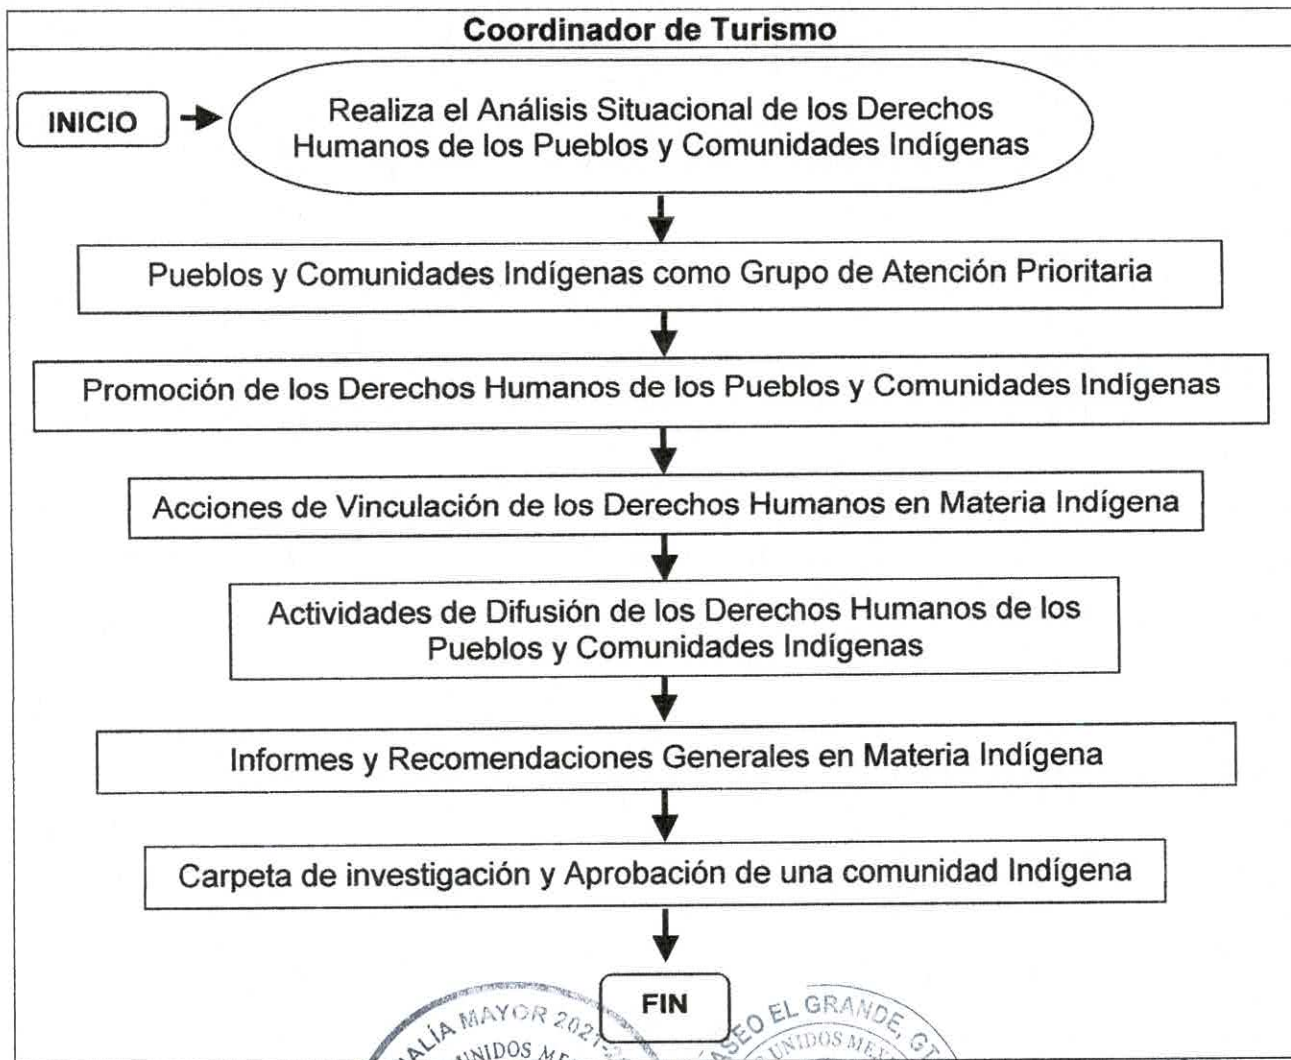 Coordinador de Turismo
INICIO
Realiza el Análisis Situacional de los Derechos
Humanos de los Pueblos y Comunidades Indígenas
Pueblos y Comunidades Indígenas como Grupo de Atención Prioritaria
Promoción de los Derechos Humanos de los Pueblos y Comunidades Indígenas
Acciones de Vinculación de los Derechos Humanos en Materia Indígena
Actividades de Difusión de los Derechos Humanos de los
Pueblos y Comunidades Indígenas
Informes y Recomendaciones Generales en Materia Indígena
Carpeta de investigación y Aprobación de una comunidad Indígena
FIN
MAYOR 2021-
UNIDOS
EL GRANDE,
UNIDOS